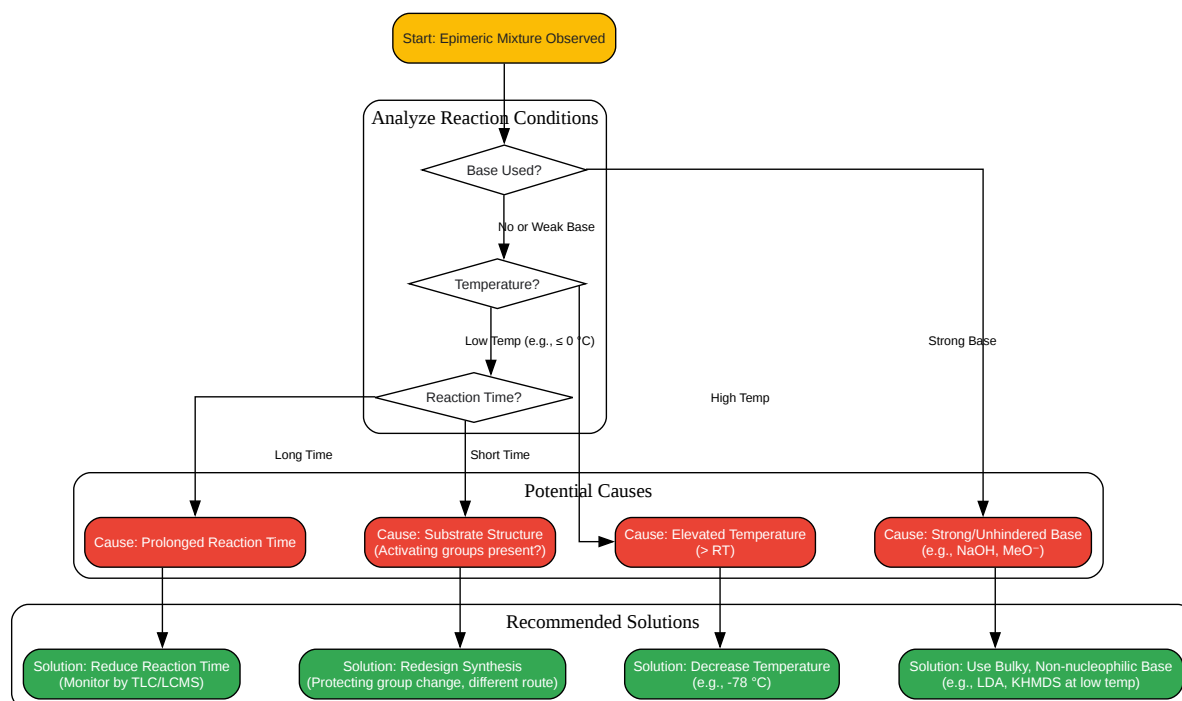 Start: Epimeric Mixture Observed
Analyze Reaction Conditions
Base Used?
No or Weak Base
Temperature?
Low Temp (e.g., ≤ 0 °C)
Strong Base
Reaction Time?
High Temp
Long Time
Short Time
Potential Causes
Cause: Prolonged Reaction Time
Cause: Substrate Structure
(Activating groups present?)
Cause: Elevated Temperature
(> RT)
Cause: Strong/Unhindered Base
(e.g., NaOH, MeO⁻)
Recommended Solutions
Solution: Reduce Reaction Time
(Monitor by TLC/LCMS)
Solution: Redesign Synthesis
(Protecting group change, different route)
Solution: Decrease Temperature
(e.g., -78 °C)
Solution: Use Bulky, Non-nucleophilic Base
(e.g., LDA, KHMDS at low temp)